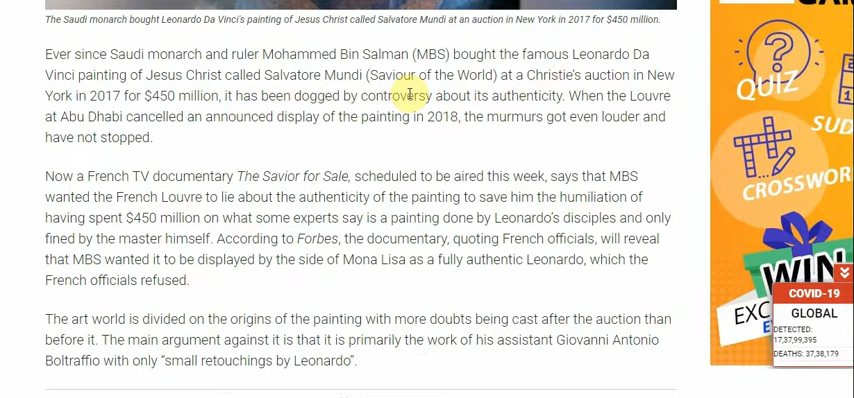 The Saudi monarch bought Leonardo Da Vinci's painting of Jesus Christ called Salvatore Mundi at an auction in New York in 2017 for $450 million.
Ever since Saudi monarch and ruler Mohammed Bin Salman (MBS) bought the famous Leonardo Da
Vinci painting of Jesus Christ called Salvatore Mundi (Saviour of the World) at a Christie's auction in New
York in 2017 for $450 million, it has been dogged by controversy about its authenticity. When the Louvre
at Abu Dhabi cancelled an announced display of the painting in 2018, the murmurs got even louder and
have not stopped.
Now a French TV documentary The Savior for Sale, scheduled to be aired this week, says that MBS
wanted the French Louvre to lie about the authenticity of the painting to save him the humiliation of
having spent $450 million on what some experts say is a painting done by Leonardo's disciples and only
fined by the master himself. According to Forbes, the documentary, quoting French officials, will reveal
that MBS wanted it to be displayed by the side of Mona Lisa as a fully authentic Leonardo, which the
French officials refused.
The art world is divided on the origins of the painting with more doubts being cast after the auction than
before it. The main argument against it is that it is primarily the work of his assistant Giovanni Antonio
Boltraffio with only "small retouchings by Leonardo".
QUIZ
SUD
CROSSWOR
WIN
EXC
COVID-19
GLOBAL
DETECTED:
17,37,99,395
DEATHS: 37,38,179